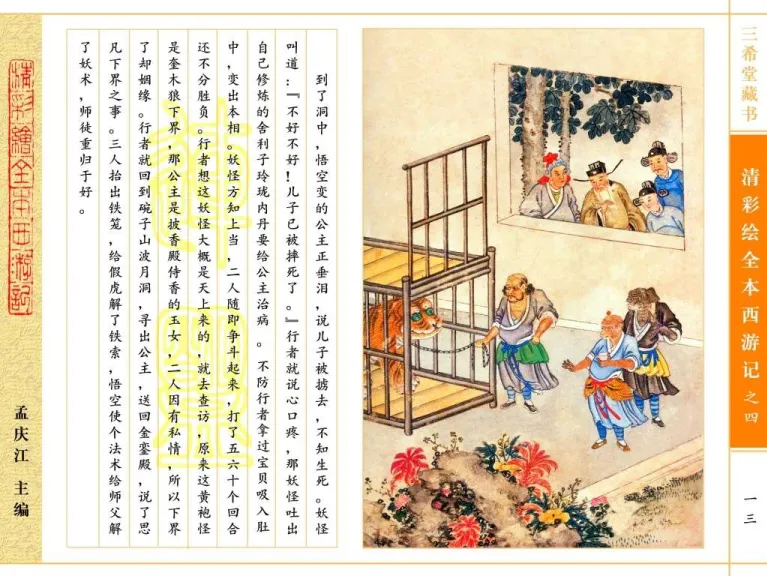 三希堂藏书
清彩绘全本西游记 之四
一三
到了洞中，悟空变的公主正垂泪，说儿子被掳去，不知生死。妖怪
叫道：『不好不好！儿子已被摔死了。』行者就说心口疼，那妖怪吐出
自己修炼的舍利子玲珑内丹要给公主治病。不防行者拿过宝贝吸入肚
中，变出本相。妖怪方知上当，二人随即争斗起来，打了五六十个回合
还不分胜负。行者想这妖怪大概是天上来的，就去查访，原来这黄袍怪
是奎木狼下界，那公主是披香殿侍香的玉女，二人因有私情，所以下界
了却姻缘。行者就回到碗子山波月洞，寻出公主，送回金銮殿，说了思
凡下界之事。三人抬出铁笼，给假虎解了铁索，悟空使个法术给师父解
了妖术，师徒重归于好。
清彩繪全本西游記
孟庆江 主编